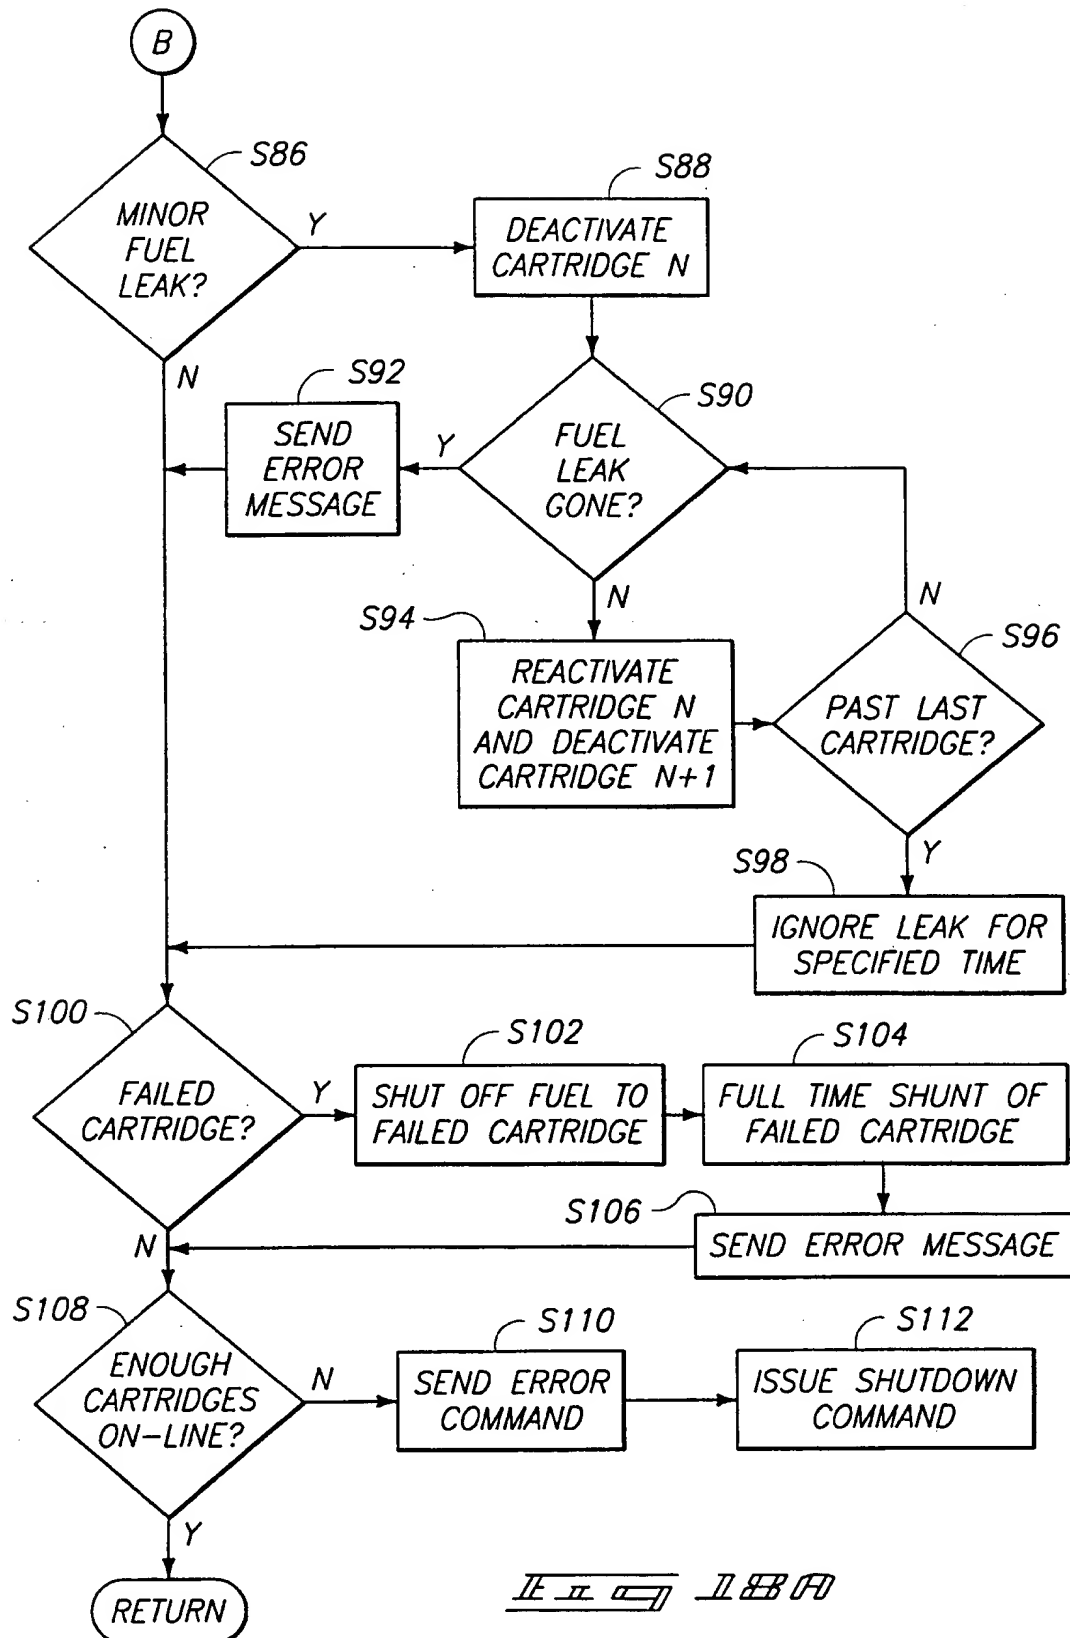 B
S86
MINOR
FUEL
LEAK?
Y
N
S88
DEACTIVATE
CARTRIDGE N
S92
SEND
ERROR
MESSAGE
Y
S90
FUEL
LEAK
GONE?
N
S94
REACTIVATE
CARTRIDGE N
AND DEACTIVATE
CARTRIDGE N+1
N
S96
PAST LAST
CARTRIDGE?
Y
S98
IGNORE LEAK FOR
SPECIFIED TIME
S100
FAILED
CARTRIDGE?
Y
N
S102
SHUT OFF FUEL TO
FAILED CARTRIDGE
S104
FULL TIME SHUNT OF
FAILED CARTRIDGE
S106
SEND ERROR MESSAGE
S108
ENOUGH
CARTRIDGES
ON-LINE?
N
Y
S110
SEND ERROR
COMMAND
S112
ISSUE SHUTDOWN
COMMAND
RETURN
Fig 18A